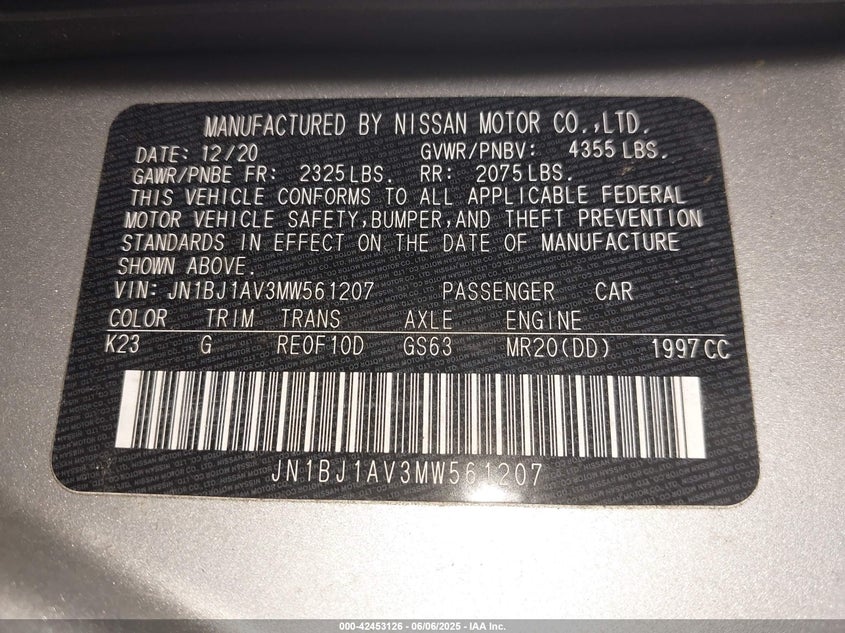 MANUFACTURED BY NISSAN MOTOR CO.,LTD.
DATE: 12/20 GVWR/PNBV: 4355 LBS.
GAWR/PNBE FR: 2325 LBS. RR: 2075 LBS.
THIS VEHICLE CONFORMS TO ALL APPLICABLE FEDERAL
MOTOR VEHICLE SAFETY, BUMPER, AND THEFT PREVENTION
STANDARDS IN EFFECT ON THE DATE OF MANUFACTURE
SHOWN ABOVE.
VIN: JN1BJ1AV3MW561207 PASSENGER CAR
COLOR TRIM TRANS AXLE ENGINE
K23 G RE0F10D GS63 MR20(DD) 1997 CC
JN1BJ1AV3MW561207
000-42453126 - 06/06/2025 - IAA Inc.